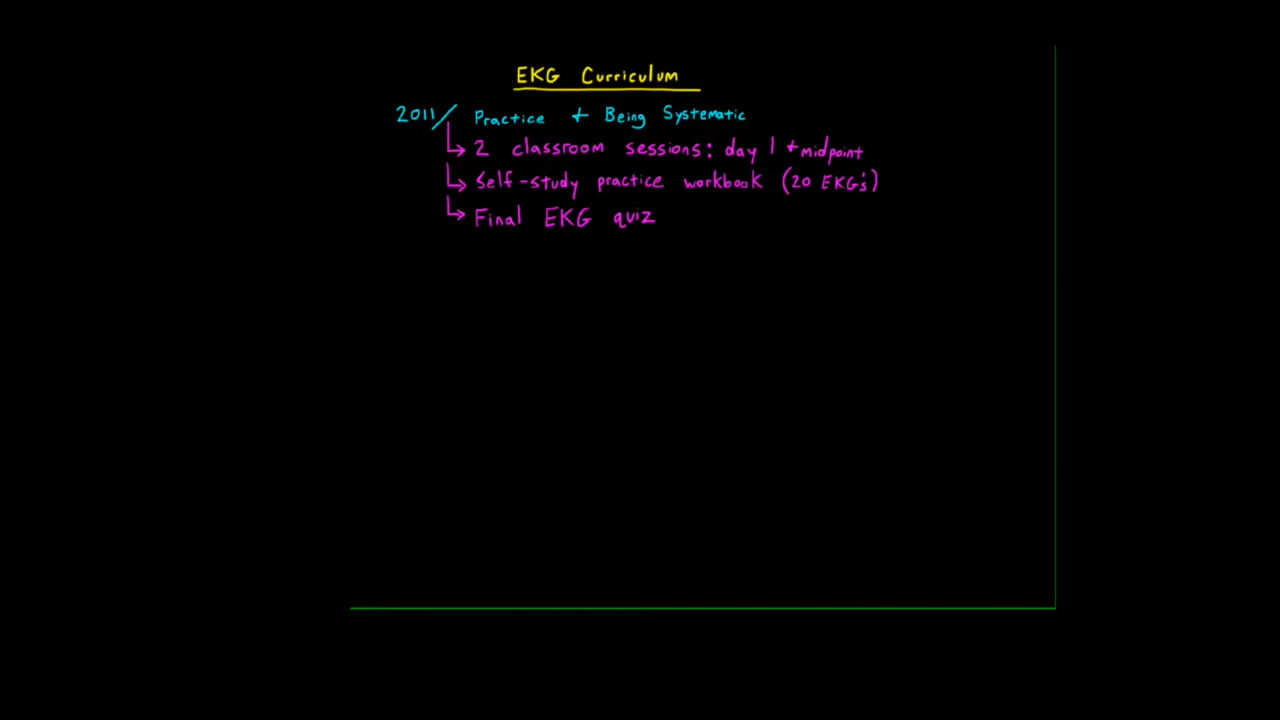 EKG Curriculum
2011/ Practice + Being Systematic
↳ 2 classroom sessions: day 1 + midpoint
↳ Self-study practice workbook (20 EKG's)
↳ Final EKG quiz